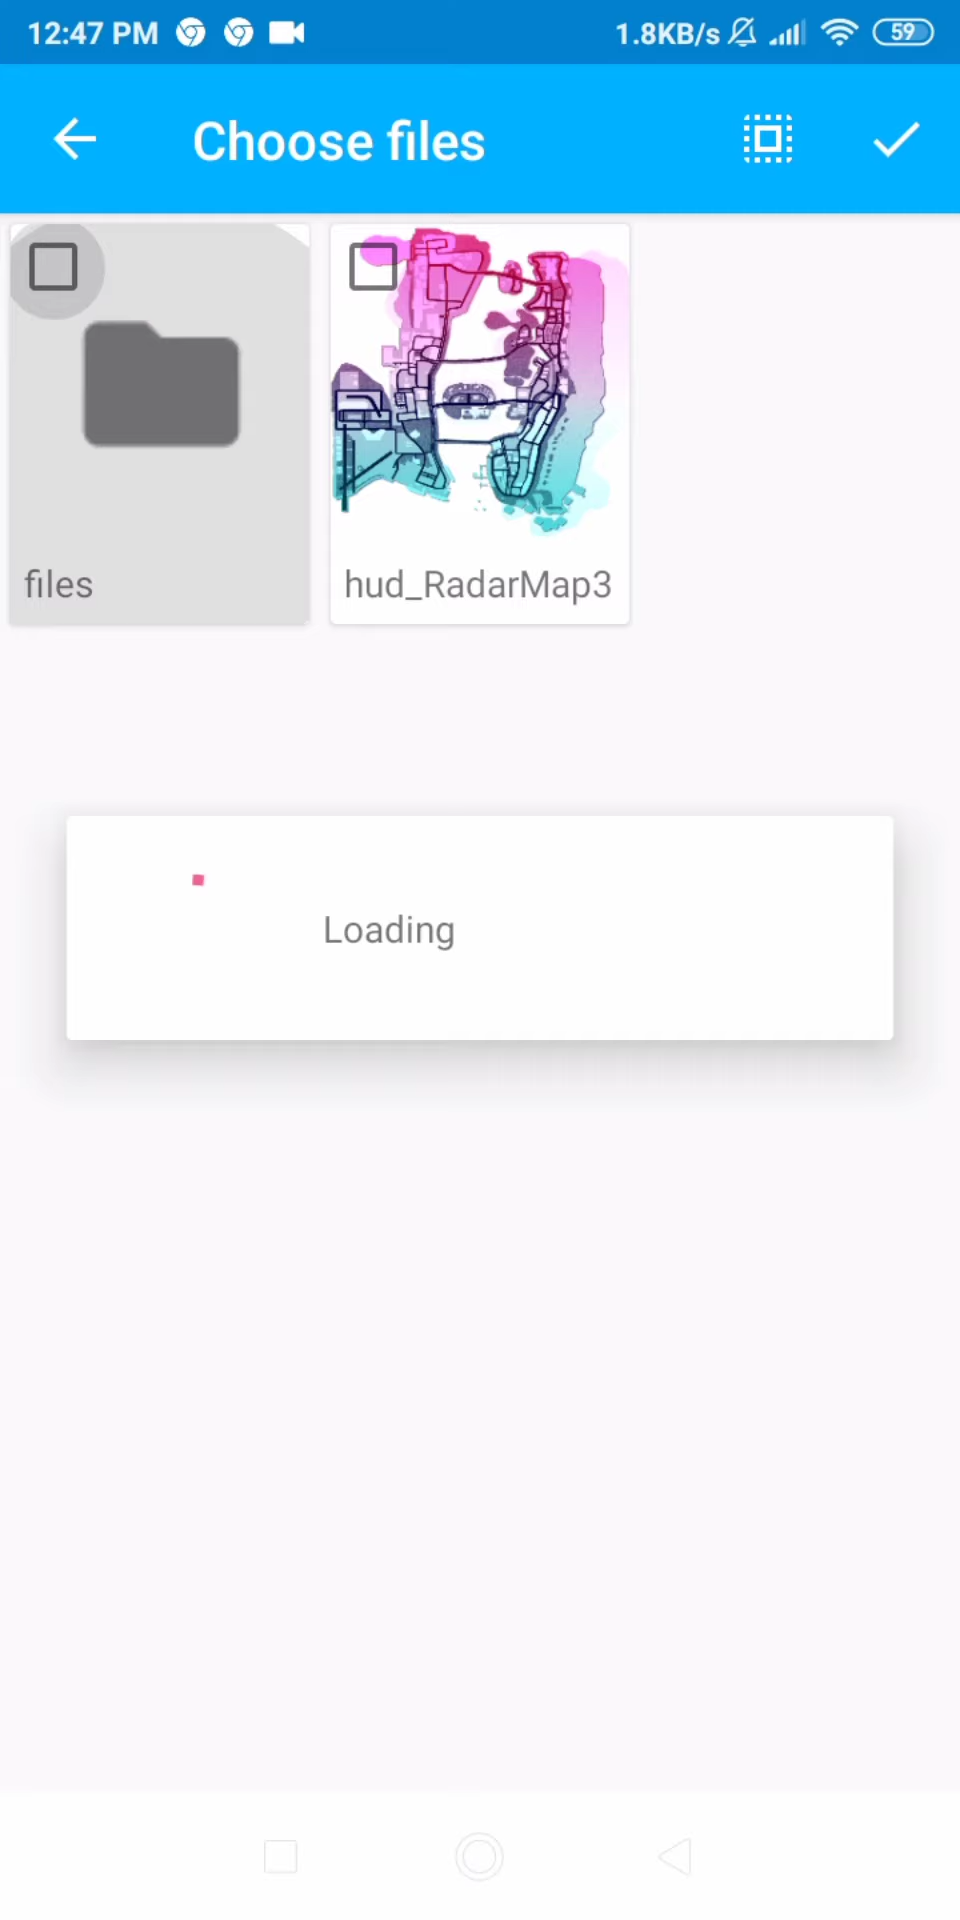 12:47 PM 1.8KB/s 59
Choose files
files
hud_RadarMap3
Loading